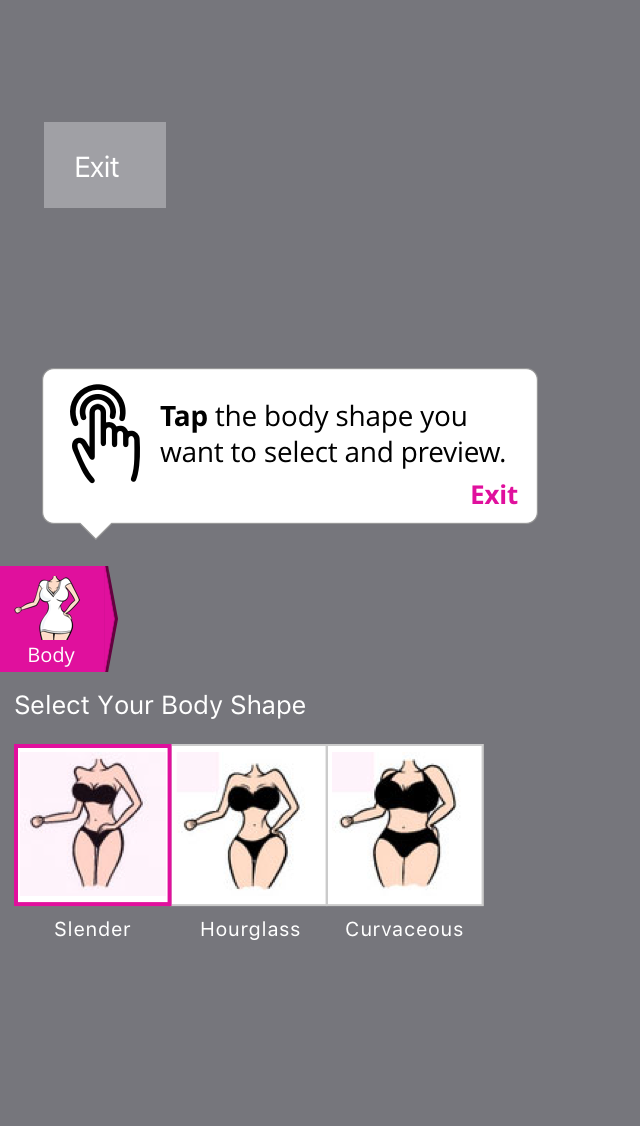 Exit
Tap the body shape you
want to select and preview.
Exit
Body
Select Your Body Shape
Slender
Hourglass
Curvaceous